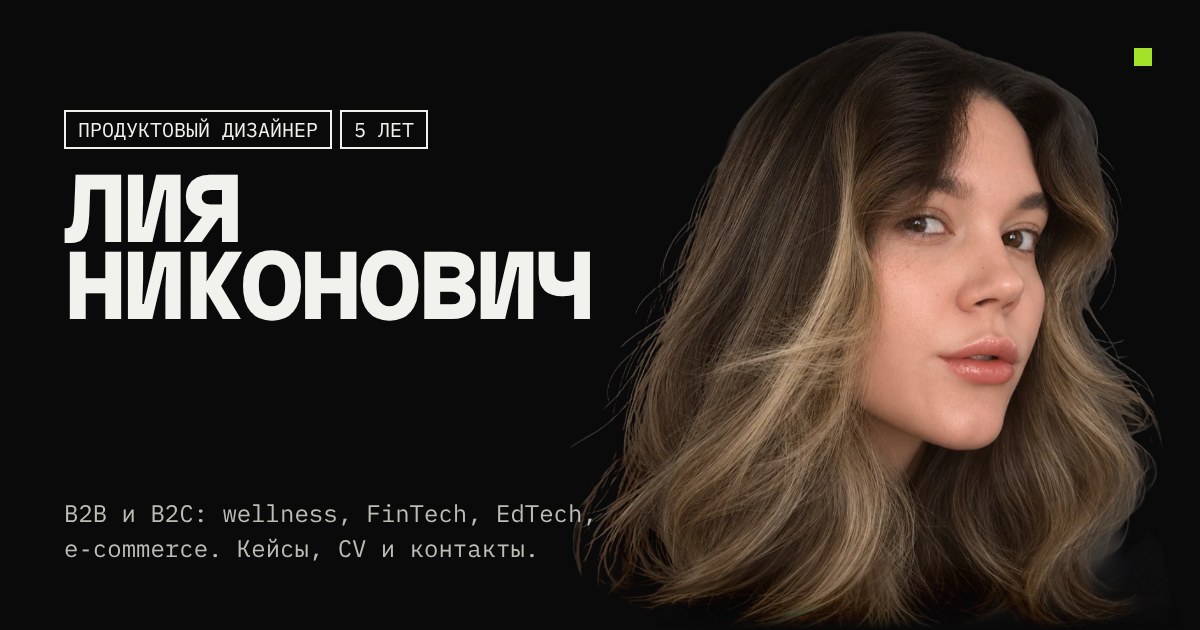 ПРОДУКТОВЫЙ ДИЗАЙНЕР 5 ЛЕТ
ЛИЯ
НИКОНОВИЧ
B2B и B2C: wellness, FinTech, EdTech,
e-commerce. Кейсы, CV и контакты.